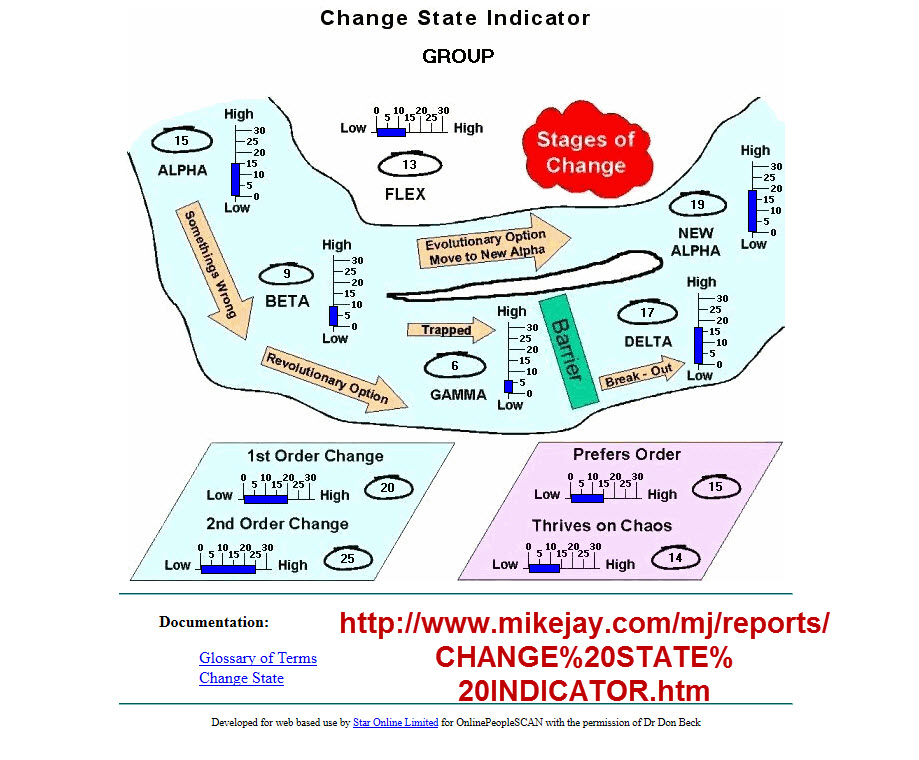 Change State Indicator
GROUP
High
15
ALPHA
30
25
20
15
10
5
0
Low
0 5 10 15 20 25 30
Low
High
13
FLEX
Stages of
Change
High
30
25
20
15
10
5
0
Low
19
NEW
ALPHA
Somethings Wrong
Evolutionary Option
Move to New Alpha
High
9
BETA
30
25
20
15
10
5
0
Low
Trapped
High
30
25
20
15
10
5
0
Low
6
GAMMA
Barrier
High
17
DELTA
30
25
20
15
10
5
0
Low
Revolutionary Option
Break - Out
1st Order Change
0 5 10 15 20 25 30
Low
High
20
2nd Order Change
0 5 10 15 20 25 30
Low
High
25
Prefers Order
0 5 10 15 20 25 30
Low
High
15
Thrives on Chaos
0 5 10 15 20 25 30
Low
High
14
Documentation:
Glossary of Terms
Change State
http://www.mikejay.com/mj/reports/
CHANGE%20STATE%
20INDICATOR.htm
Developed for web based use by Star Online Limited for OnlinePeopleSCAN with the permission of Dr Don Beck